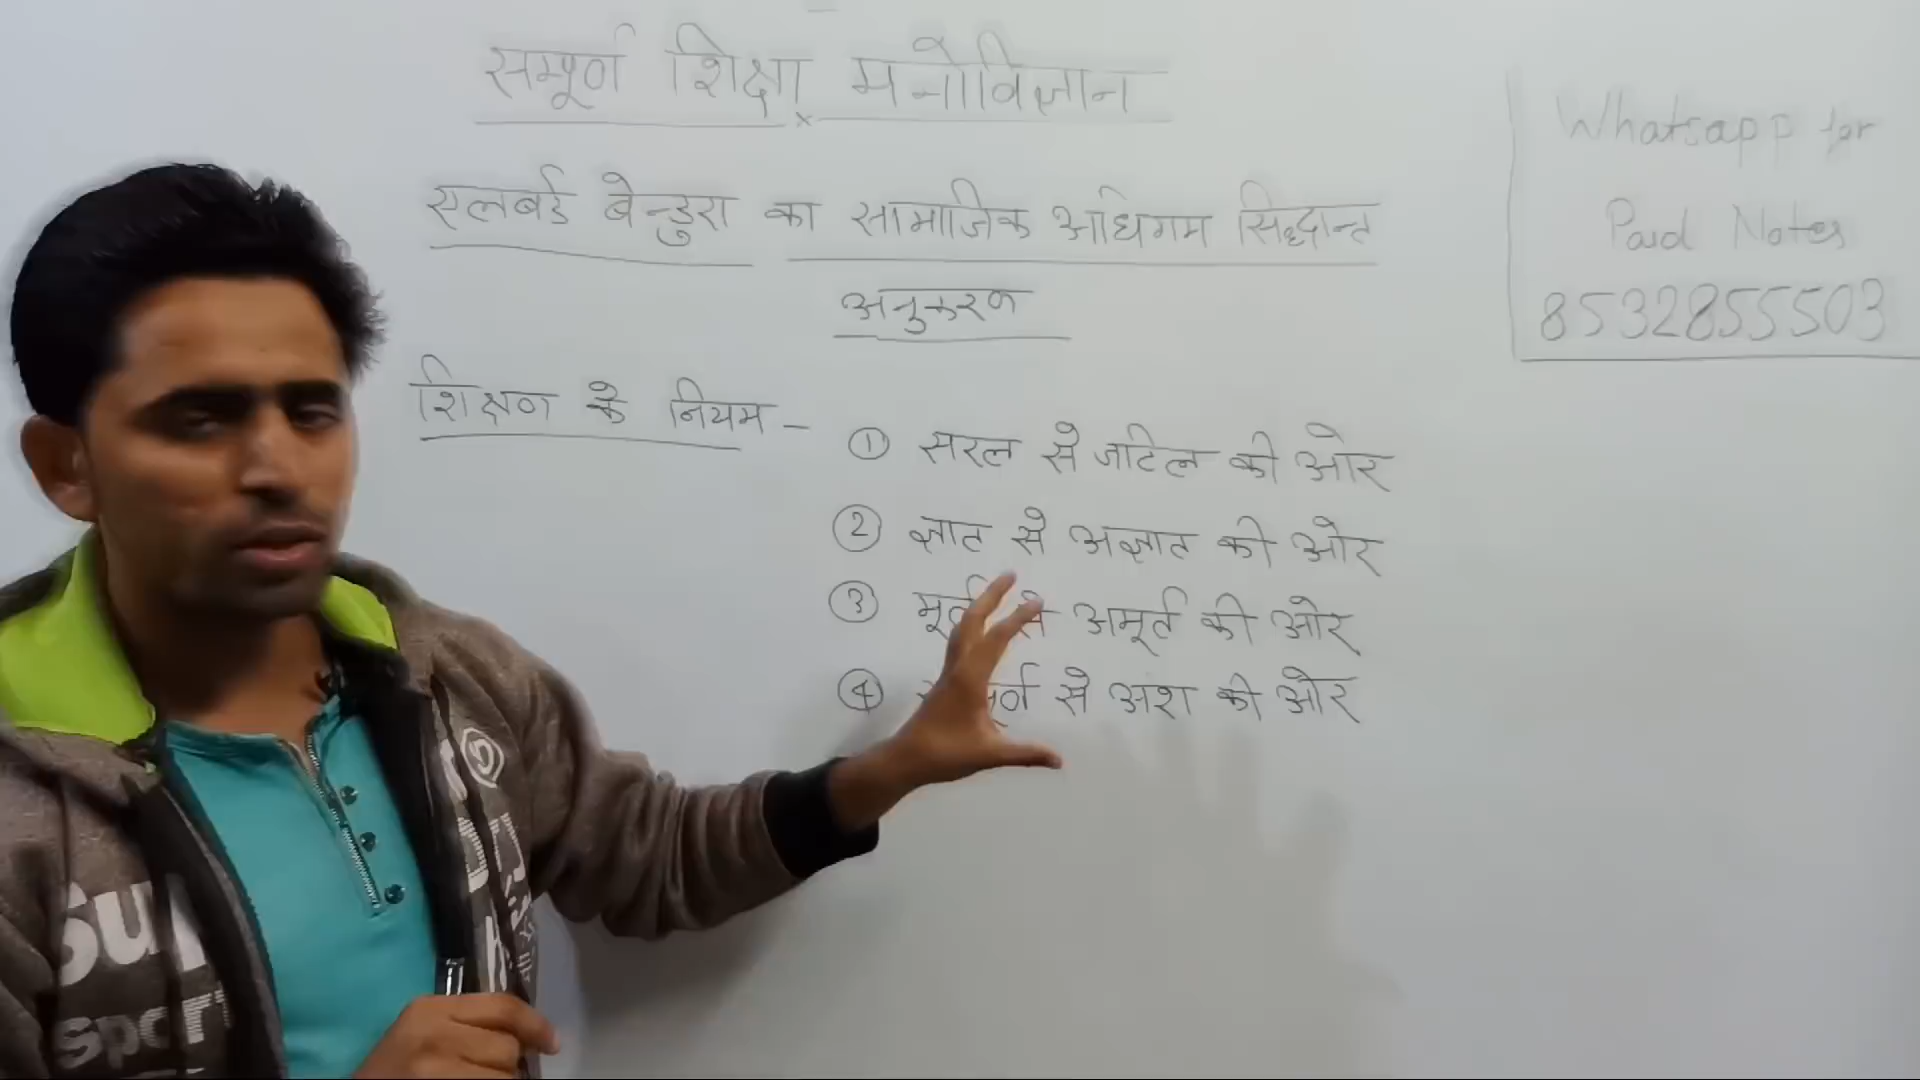 सम्पूर्ण शिक्षा मनोविज्ञान
एलबर्ड बेन्डुरा का सामाजिक अधिगम सिद्धान्त
अनुकरण
शिक्षण के नियम -
① सरल से जटिल की ओर
② ज्ञात से अज्ञात की ओर
③ मूर्त से अमूर्त की ओर
④ से अंश की ओर
Whatsapp for
Paid Notes
8532855503
spor